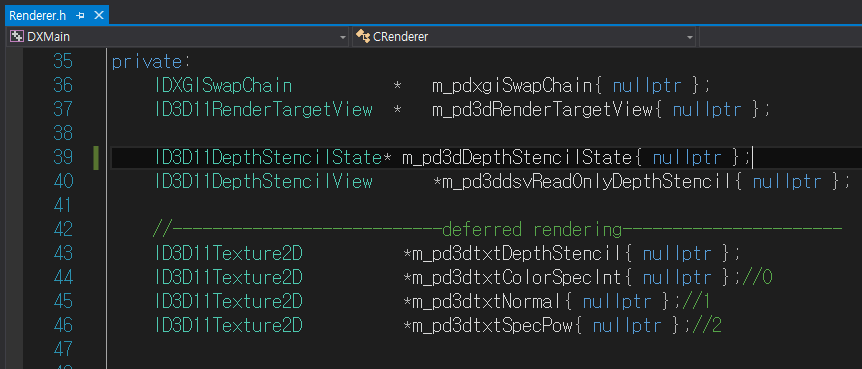 Renderer.h
DXMain CRenderer
35 private:
36 IDXGISwapChain * m_pdxgiSwapChain{ nullptr };
37 ID3D11RenderTargetView * m_pd3dRenderTargetView{ nullptr };
38
39 ID3D11DepthStencilState* m_pd3dDepthStencilState{ nullptr };
40 ID3D11DepthStencilView *m_pd3ddsvReadOnlyDepthStencil{ nullptr };
41
42 //---------------------------deferred rendering----------------------
43 ID3D11Texture2D *m_pd3dtxtDepthStencil{ nullptr };
44 ID3D11Texture2D *m_pd3dtxtColorSpecInt{ nullptr };//0
45 ID3D11Texture2D *m_pd3dtxtNormal{ nullptr };//1
46 ID3D11Texture2D *m_pd3dtxtSpecPow{ nullptr };//2
47